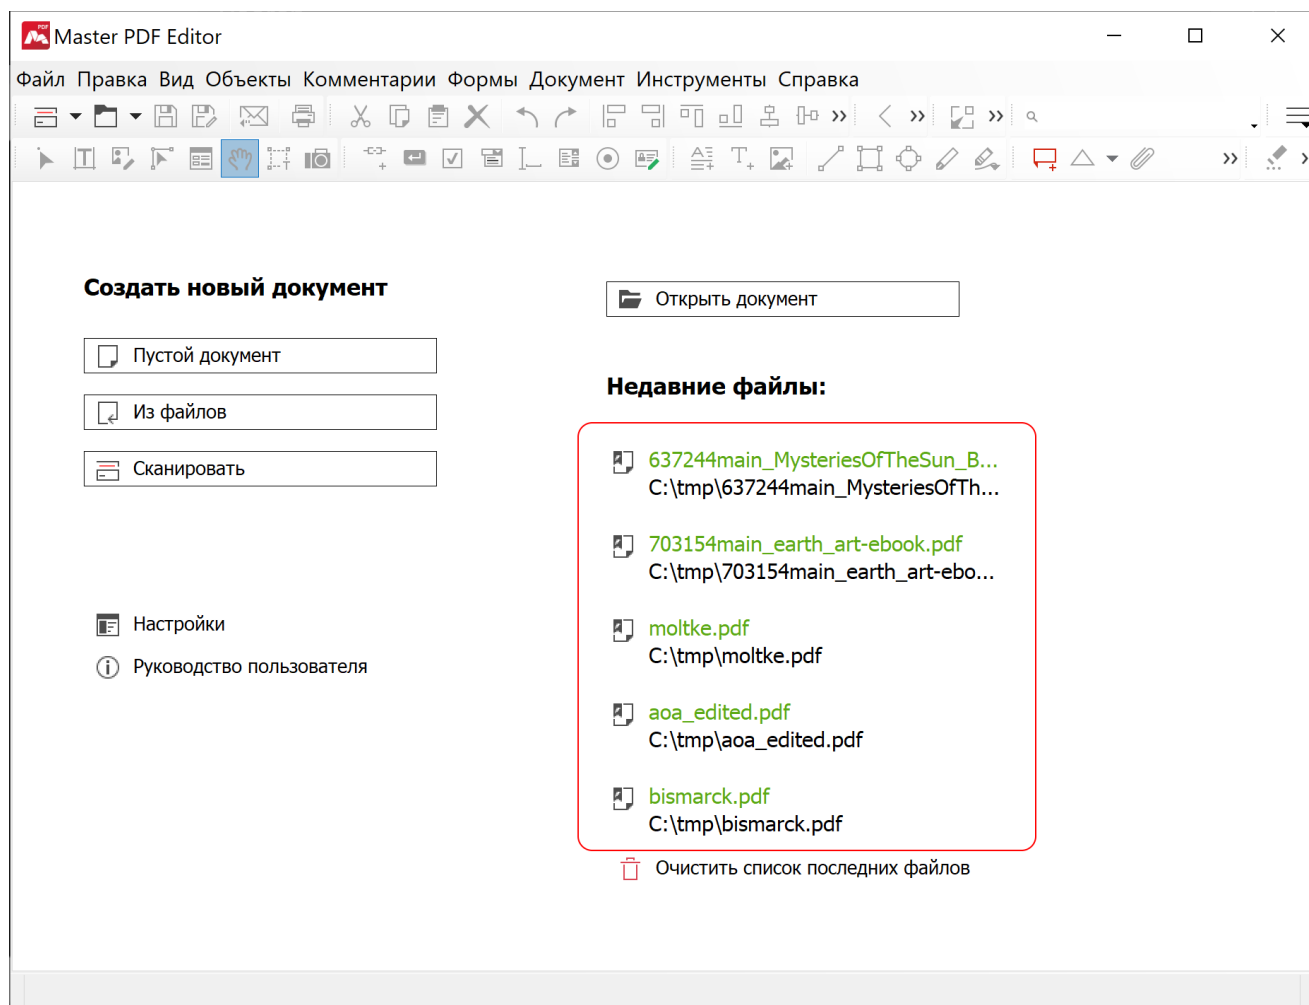 Master PDF Editor
Файл Правка Вид Объекты Комментарии Формы Документ Инструменты Справка
Создать новый документ
Пустой документ
Из файлов
Сканировать
Настройки
Руководство пользователя
Открыть документ
Недавние файлы:
637244main_MysteriesOfTheSun_B...
C:\tmp\637244main_MysteriesOfTh...
703154main_earth_art-ebook.pdf
C:\tmp\703154main_earth_art-ebo...
moltke.pdf
C:\tmp\moltke.pdf
aoa_edited.pdf
C:\tmp\aoa_edited.pdf
bismarck.pdf
C:\tmp\bismarck.pdf
Очистить список последних файлов